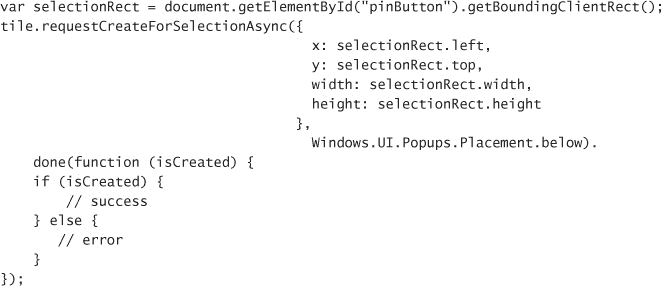 var selectionRect = document.getElementById("pinButton").getBoundingClientRect();
tile.requestCreateForSelectionAsync({
x: selectionRect.left,
y: selectionRect.top,
width: selectionRect.width,
height: selectionRect.height
},
Windows.UI.Popups.Placement.below).
done(function (isCreated) {
if (isCreated) {
// success
} else {
// error
}
});